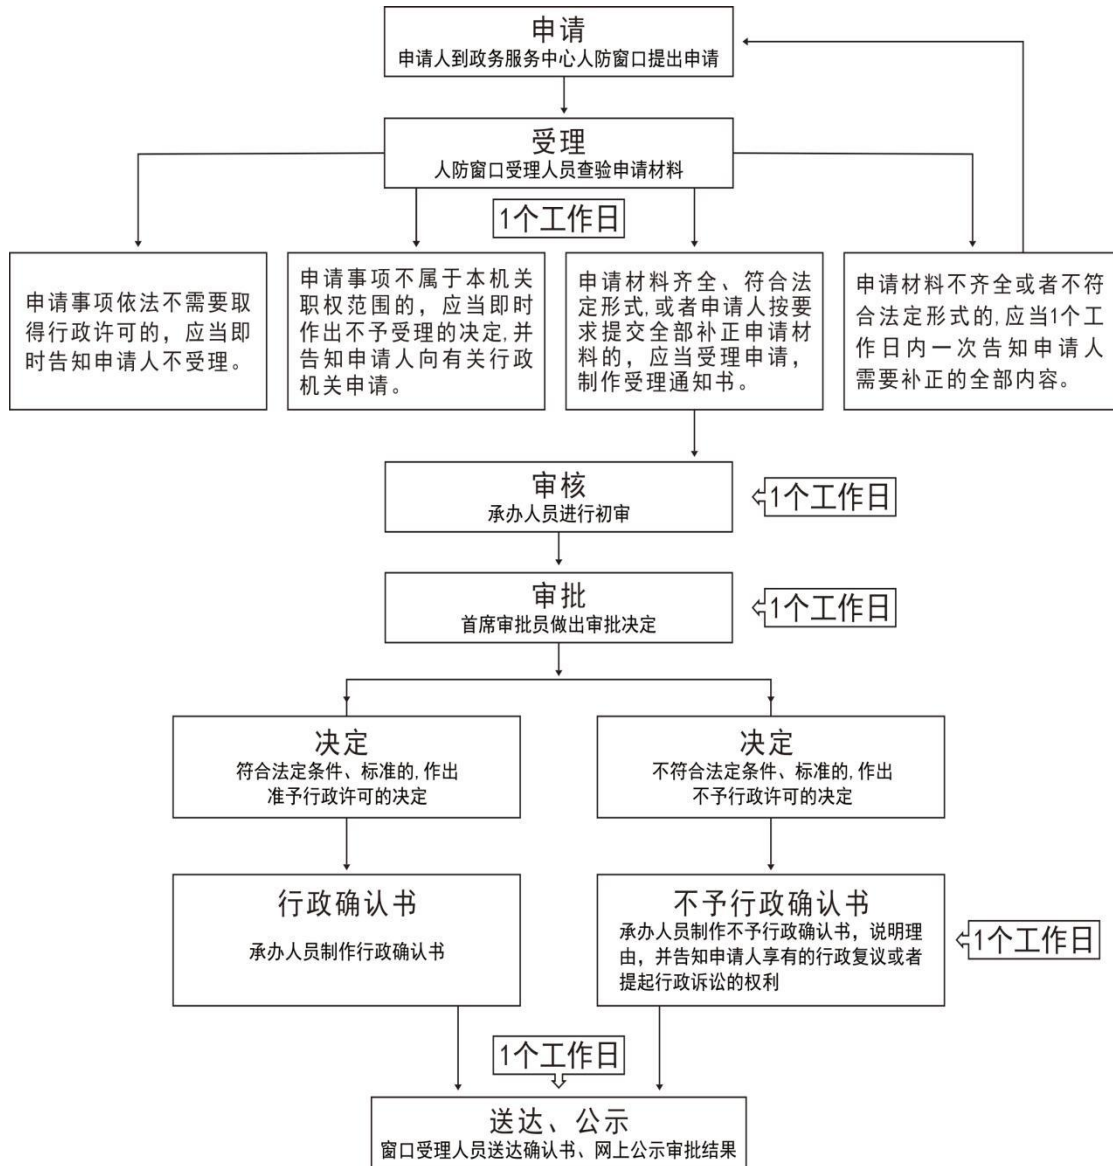 申请
申请人到政务服务中心人防窗口提出申请
受理
人防窗口受理人员查验申请材料
1个工作日
申请事项依法不需要取
得行政许可的，应当即
时告知申请人不受理。
申请事项不属于本机关
职权范围的，应当即时
作出不予受理的决定,并
告知申请人向有关行政
机关申请。
申请材料齐全、符合法
定形式,或者申请人按要
求提交全部补正申请材
料的，应当受理申请，
制作受理通知书。
申请材料不齐全或者不符
合法定形式的,应当1个工
作日内一次告知申请人
需要补正的全部内容。
审核
承办人员进行初审
1个工作日
审批
首席审批员做出审批决定
1个工作日
决定
符合法定条件、标准的,作出
准予行政许可的决定
决定
不符合法定条件、标准的,作出
不予行政许可的决定
行政确认书
承办人员制作行政确认书
不予行政确认书
承办人员制作不予行政确认书，说明理
由，并告知申请人享有的行政复议或者
提起行政诉讼的权利
1个工作日
1个工作日
送达、公示
窗口受理人员送达确认书、网上公示审批结果